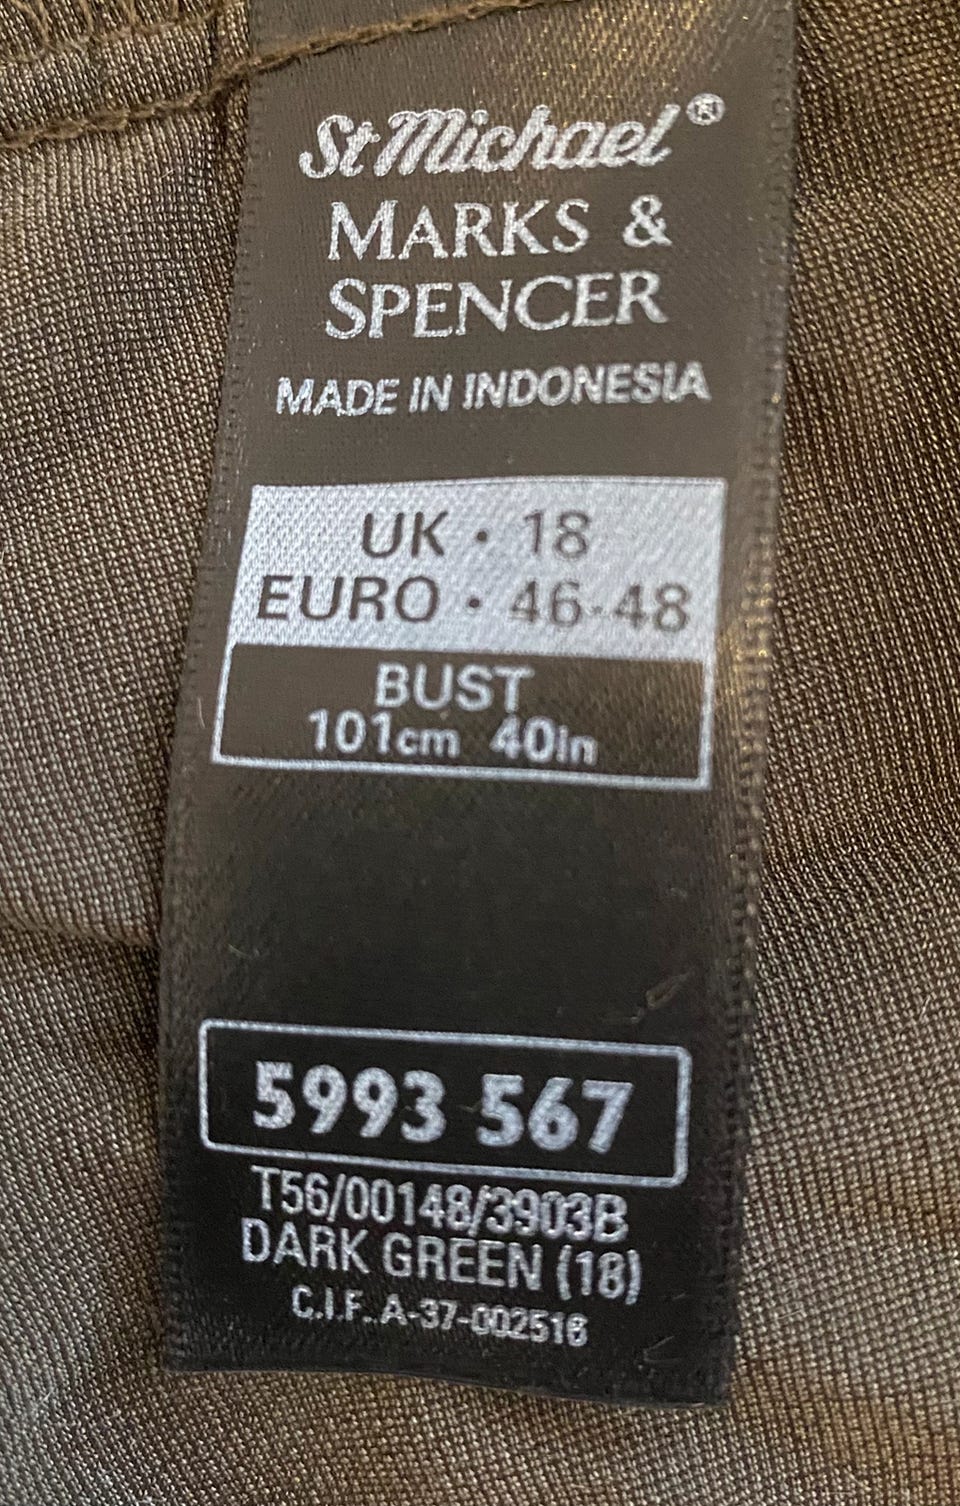 St Michael®
MARKS &
SPENCER
MADE IN INDONESIA
UK · 18
EURO · 46-48
BUST
101cm 40in
5993 567
T56/00148/3903B
DARK GREEN (18)
C.I.F. A-37-002516